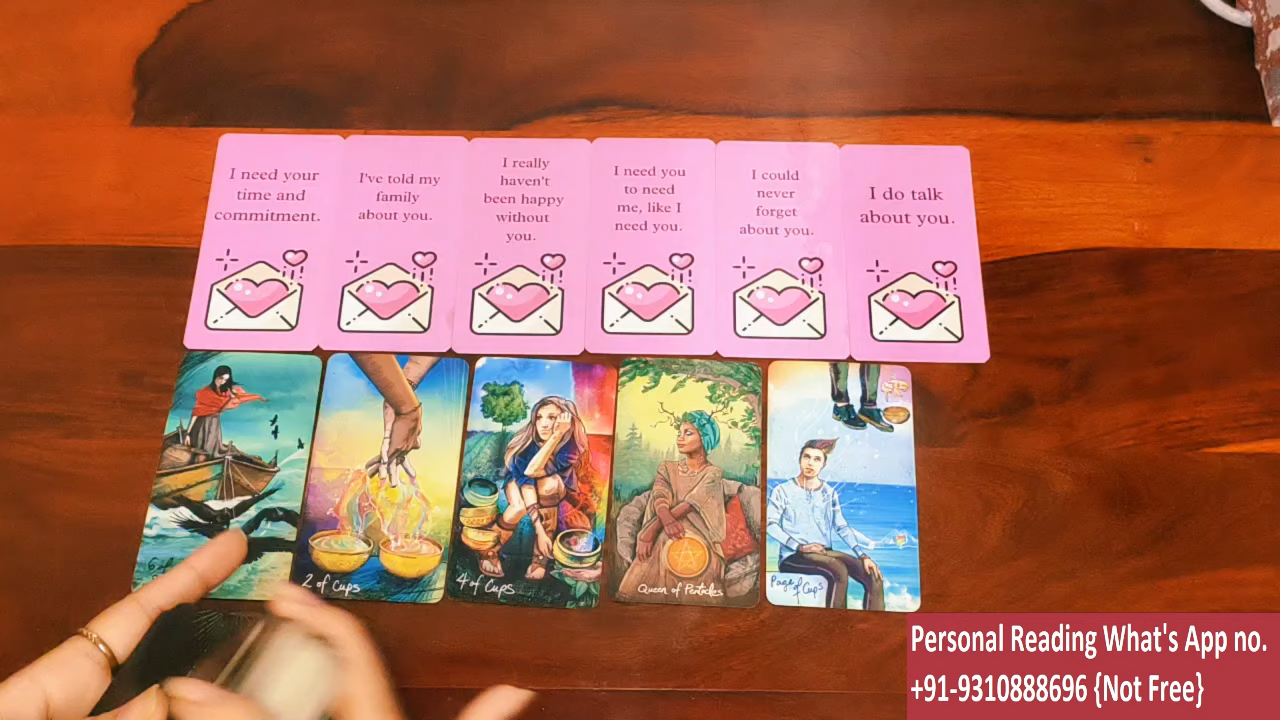 I need your
time and
commitment.
I've told my
family
about you.
I really
haven't
been happy
without
you.
I need you
to need
me, like I
need you.
I could
never
forget
about you.
I do talk
about you.
6 of
2 of Cups
4 of Cups
Queen of Pentacles
Page of Cups
Personal Reading What's App no.
+91-9310888696 {Not Free}